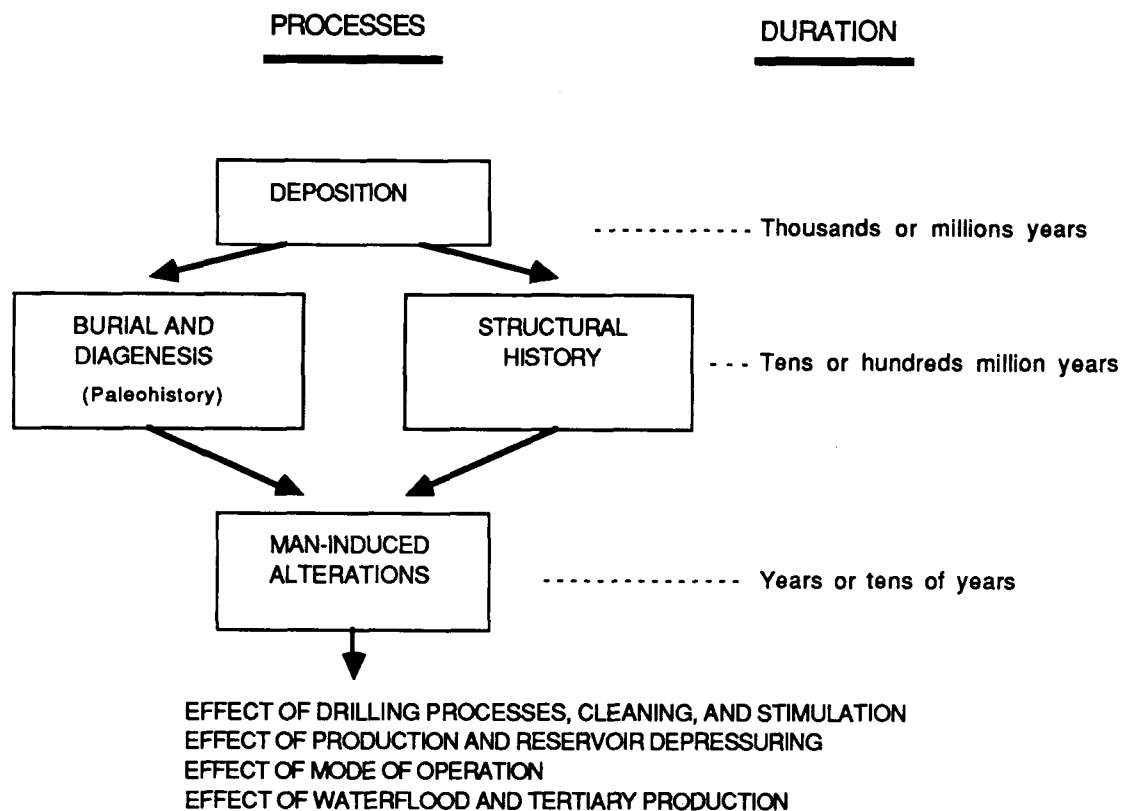 PROCESSES
DURATION
DEPOSITION
------------ Thousands or millions years
BURIAL AND
DIAGENESIS
(Paleohistory)
STRUCTURAL
HISTORY
--- Tens or hundreds million years
MAN-INDUCED
ALTERATIONS
--------------- Years or tens of years
EFFECT OF DRILLING PROCESSES, CLEANING, AND STIMULATION
EFFECT OF PRODUCTION AND RESERVOIR DEPRESSURING
EFFECT OF MODE OF OPERATION
EFFECT OF WATERFLOOD AND TERTIARY PRODUCTION